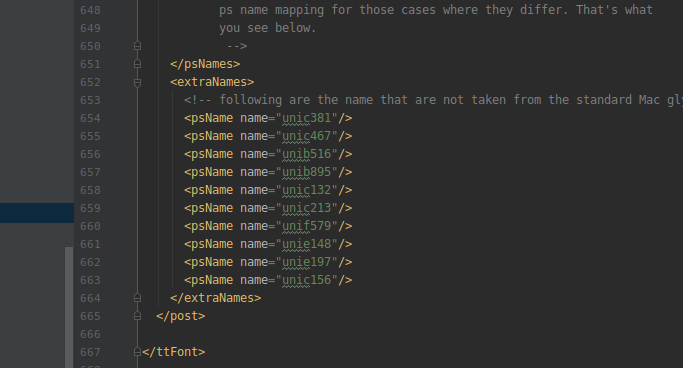 648 ps name mapping for those cases where they differ. That's what
649 you see below.
650 -->
651 </psNames>
652 <extraNames>
653 <!-- following are the name that are not taken from the standard Mac
654 <psName name="unic381"/>
655 <psName name="unic467"/>
656 <psName name="unib516"/>
657 <psName name="unib895"/>
658 <psName name="unic132"/>
659 <psName name="unic213"/>
660 <psName name="unif579"/>
661 <psName name="unie148"/>
662 <psName name="unie197"/>
663 <psName name="unic156"/>
664 </extraNames>
665 </post>
666
667 </ttFont>